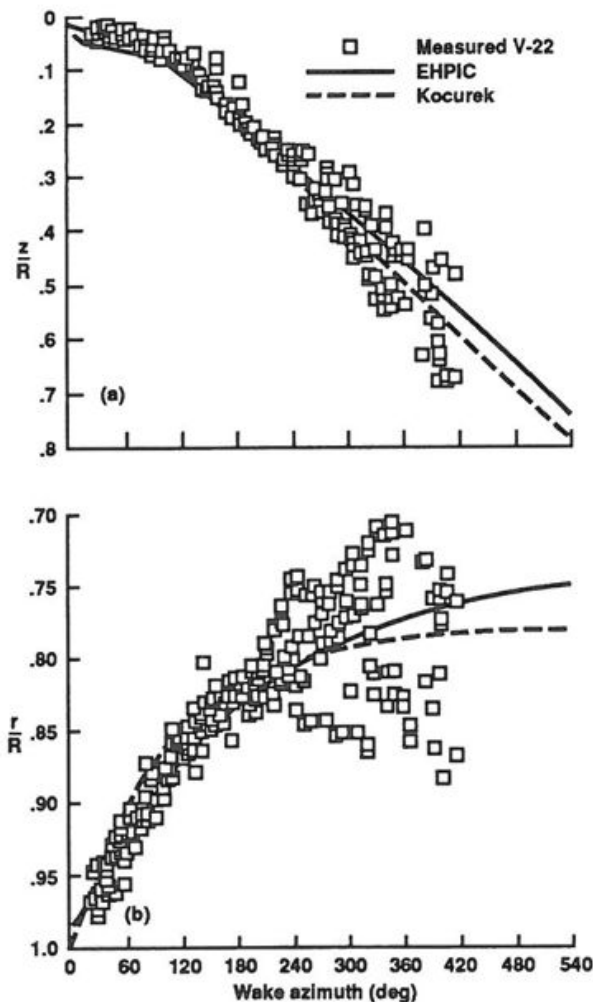 0
.1
.2
.3
.4
.5
.6
.7
.8
z
R
Measured V-22
EHPIC
Kocurek
(a)
.70
.75
.80
.85
.90
.95
1.0
r
R
(b)
0 60 120 180 240 300 360 420 480 540
Wake azimuth (deg)